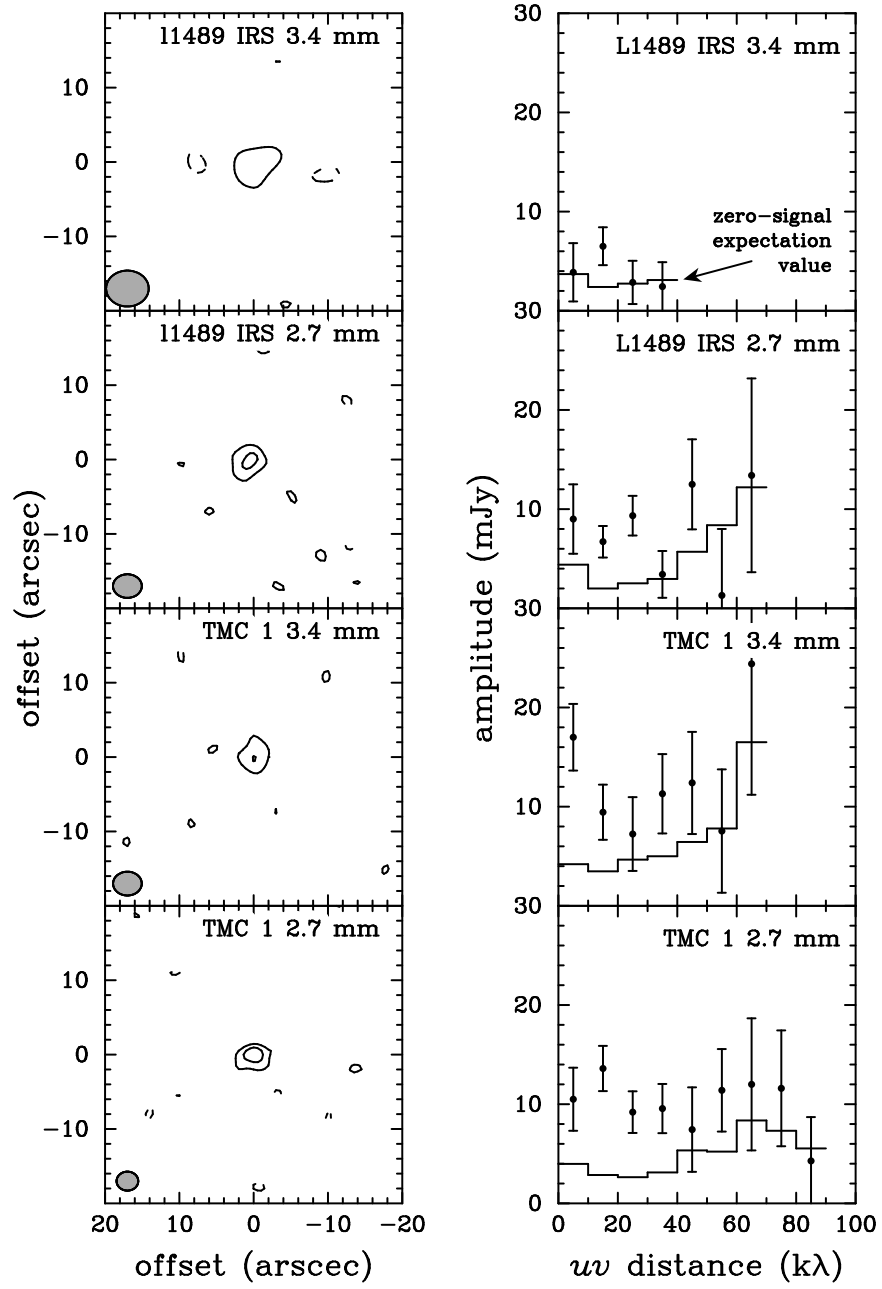 l1489 IRS 3.4 mm
10
0
−10
l1489 IRS 2.7 mm
10
0
−10
TMC 1 3.4 mm
10
0
−10
TMC 1 2.7 mm
10
0
−10
20 10 0 −10 −20
offset (arscec)
offset (arcsec)
30
L1489 IRS 3.4 mm
20
10
zero−signal
expectation
value
30
L1489 IRS 2.7 mm
20
10
30
TMC 1 3.4 mm
20
10
30
TMC 1 2.7 mm
20
10
0
0 20 40 60 80 100
uv distance (kλ)
amplitude (mJy)